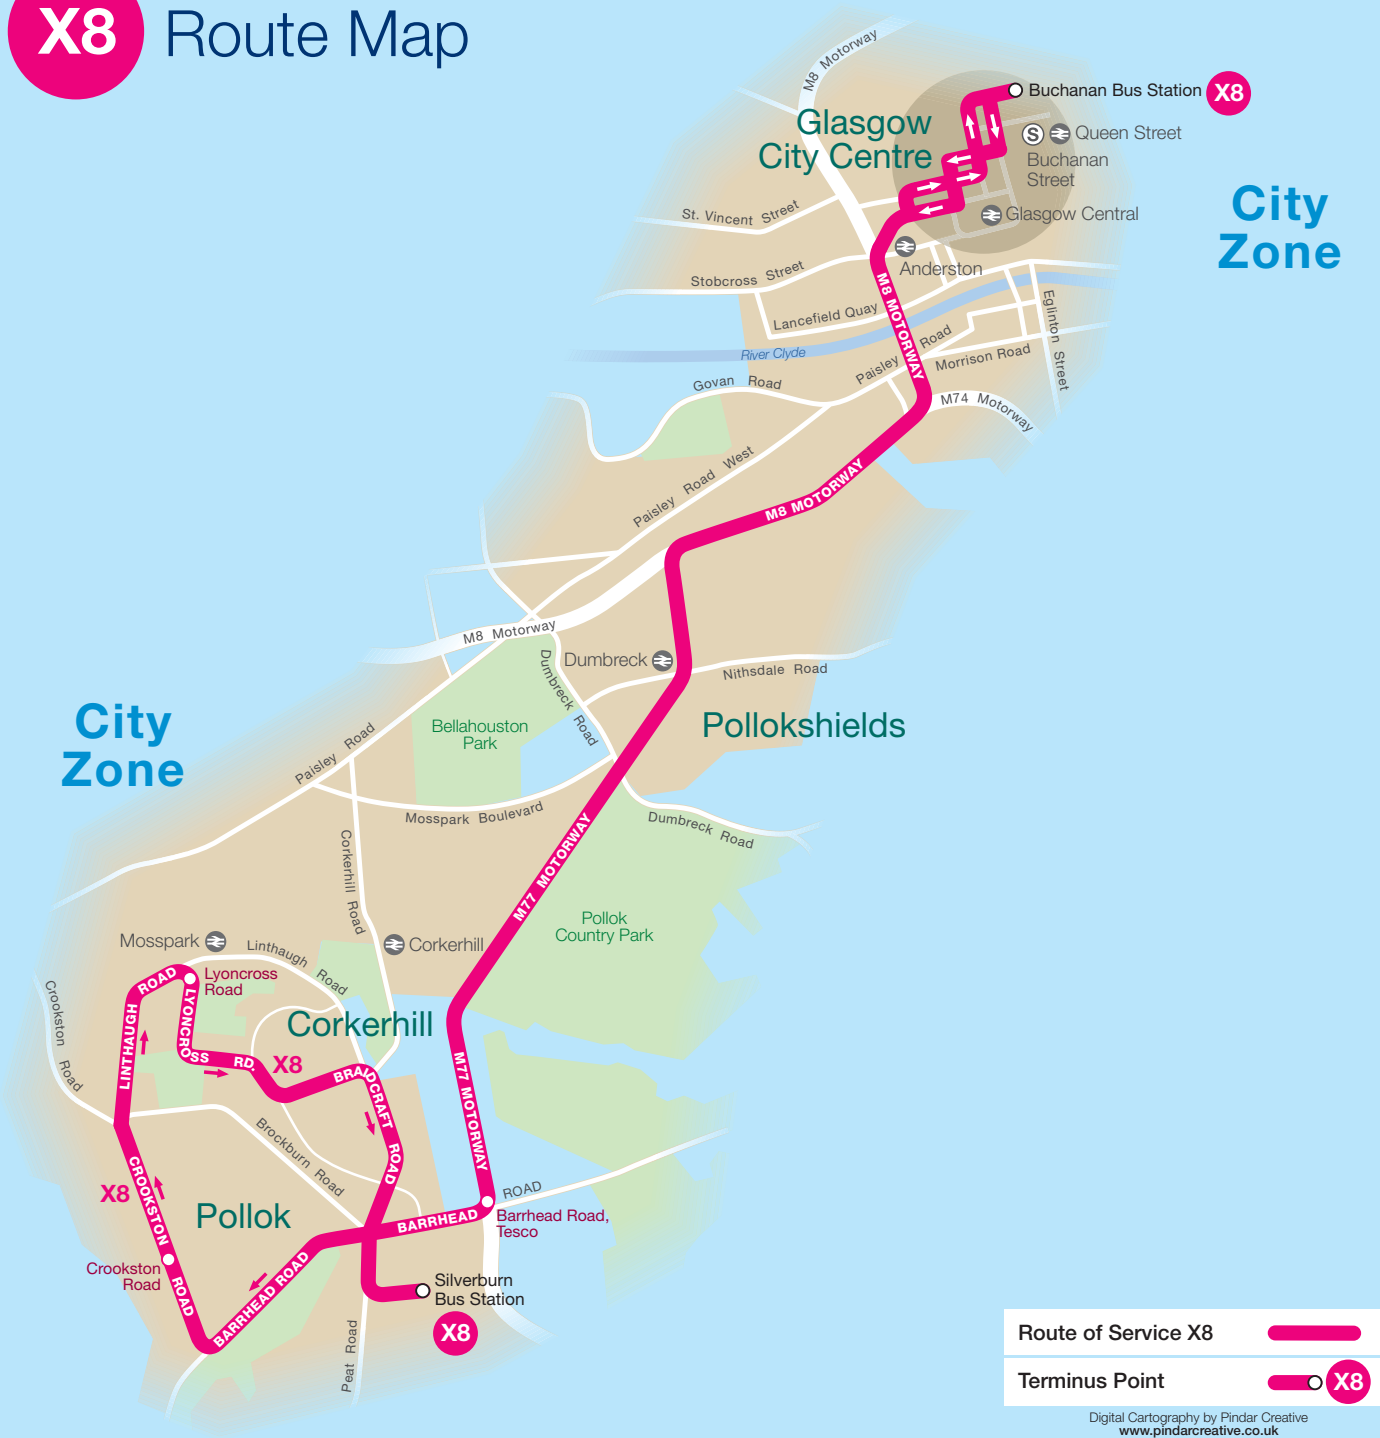 X8 Route Map
M8 Motorway
Buchanan Bus Station X8
Glasgow
City Centre
S Queen Street
Buchanan
Street
Glasgow Central
City
Zone
St. Vincent Street
Anderston
Stobcross Street
M8 MOTORWAY
Lancefield Quay
Eglinton Street
River Clyde
Paisley Road
Morrison Road
Govan Road
M74 Motorway
Paisley Road West
M8 MOTORWAY
M8 Motorway
Dumbreck
Dumbreck Road
Nithsdale Road
City
Zone
Bellahouston
Park
Pollokshields
Paisley Road
Mosspark Boulevard
Dumbreck Road
Corkerhill Road
M77 MOTORWAY
Pollok
Country Park
Mosspark
Linthaugh Road
Corkerhill
Lyoncross
Road
Crookston Road
LINTHAUGH ROAD
LYONCROSS RD.
Corkerhill
X8
BRAIDCRAFT ROAD
M77 MOTORWAY
Brockburn Road
X8
CROOKSTON ROAD
Pollok
ROAD
BARRHEAD
Barrhead Road,
Tesco
Crookston
Road
BARRHEAD ROAD
Silverburn
Bus Station
X8
Peat Road
Route of Service X8
Terminus Point X8
Digital Cartography by Pindar Creative
www.pindarcreative.co.uk